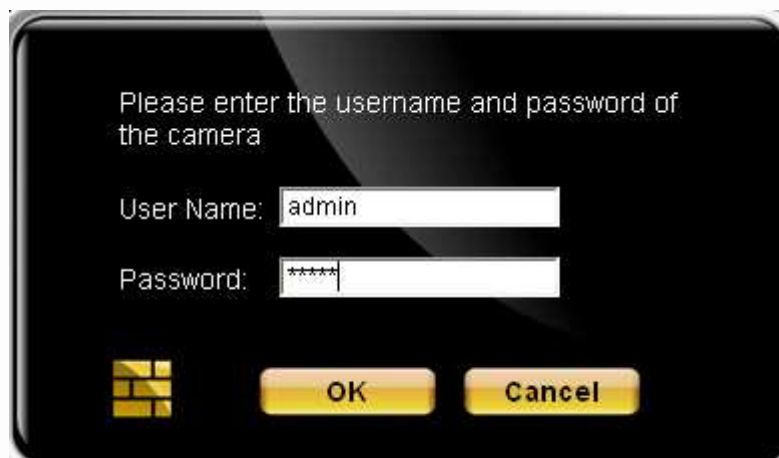 Please enter the username and password of
the camera
User Name: admin
Password: *****
OK Cancel